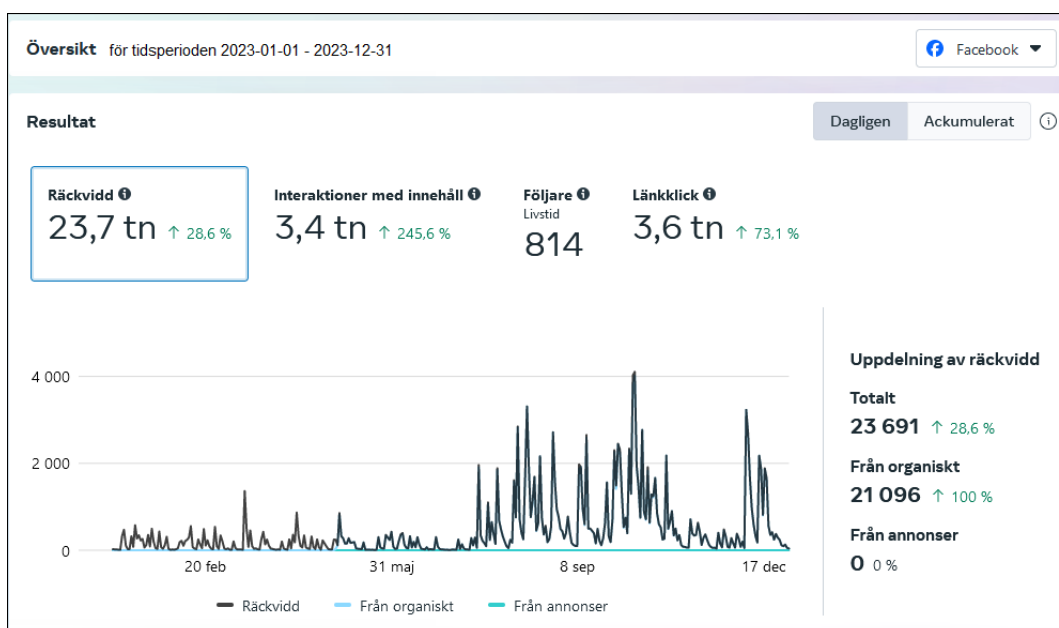 Översikt för tidsperioden 2023-01-01 - 2023-12-31
Facebook
Resultat
Dagligen Ackumulerat
Räckvidd
23,7 tn ↑ 28,6 %
Interaktioner med innehåll
3,4 tn ↑ 245,6 %
Följare
Livstid
814
Länkklick
3,6 tn ↑ 73,1 %
4 000
2 000
0
20 feb 31 maj 8 sep 17 dec
Räckvidd Från organiskt Från annonser
Uppdelning av räckvidd
Totalt
23 691 ↑ 28,6 %
Från organiskt
21 096 ↑ 100 %
Från annonser
0 0 %